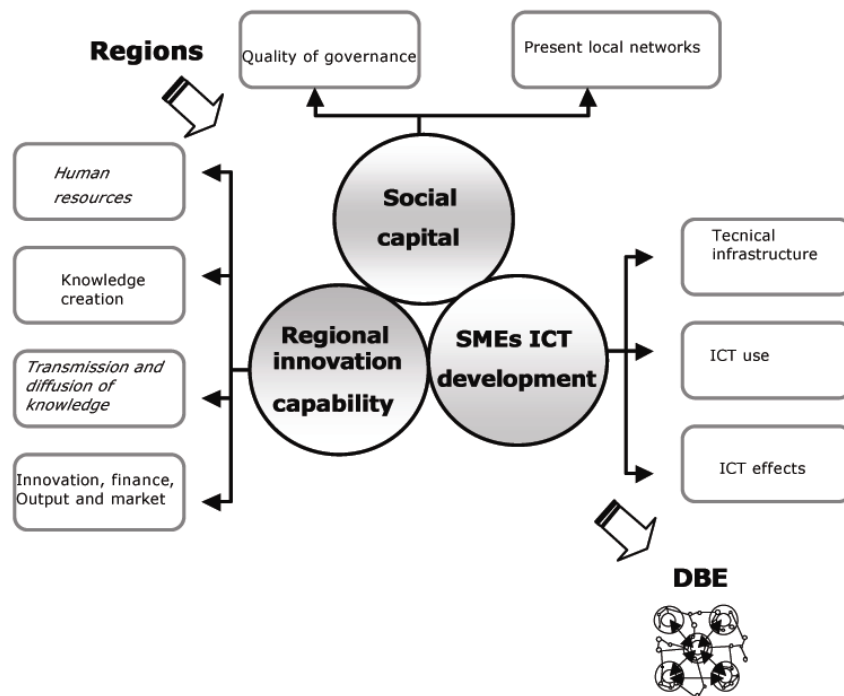 Regions
Quality of governance
Present local networks
Human
resources
Knowledge
creation
Transmission and
diffusion of
knowledge
Innovation, finance,
Output and market
Social
capital
Regional
innovation
capability
SMEs ICT
development
Tecnical
infrastructure
ICT use
ICT effects
DBE